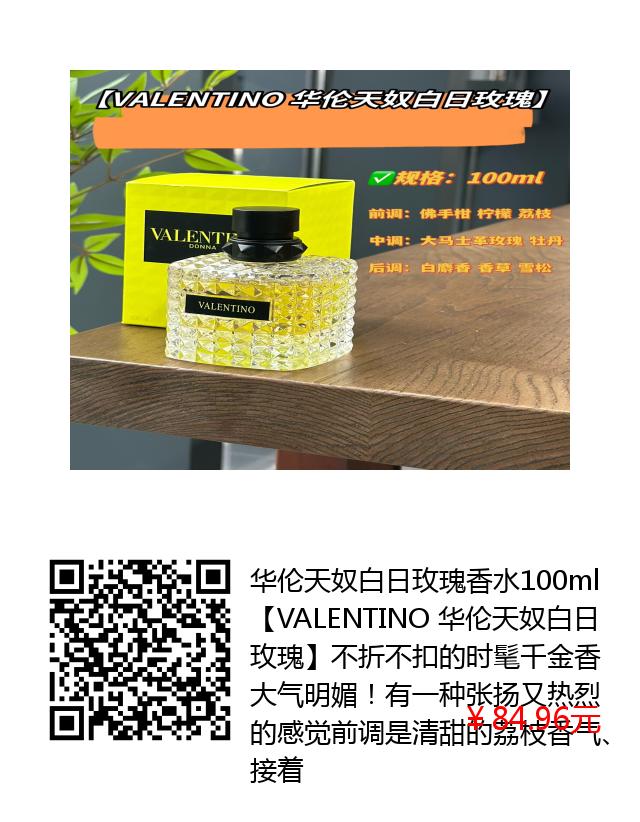 【VALENTINO 华伦天奴白日玫瑰】
✅规格：100ml
前调：佛手柑 柠檬 荔枝
中调：大马士革玫瑰 牡丹
后调：白麝香 香草 雪松
VALENT
DONNA
VALENTINO
华伦天奴白日玫瑰香水100ml
【VALENTINO 华伦天奴白日
玫瑰】不折不扣的时髦千金香
大气明媚！有一种张扬又热烈
￥84.96元
的感觉前调是清甜的荔枝香气、
接着